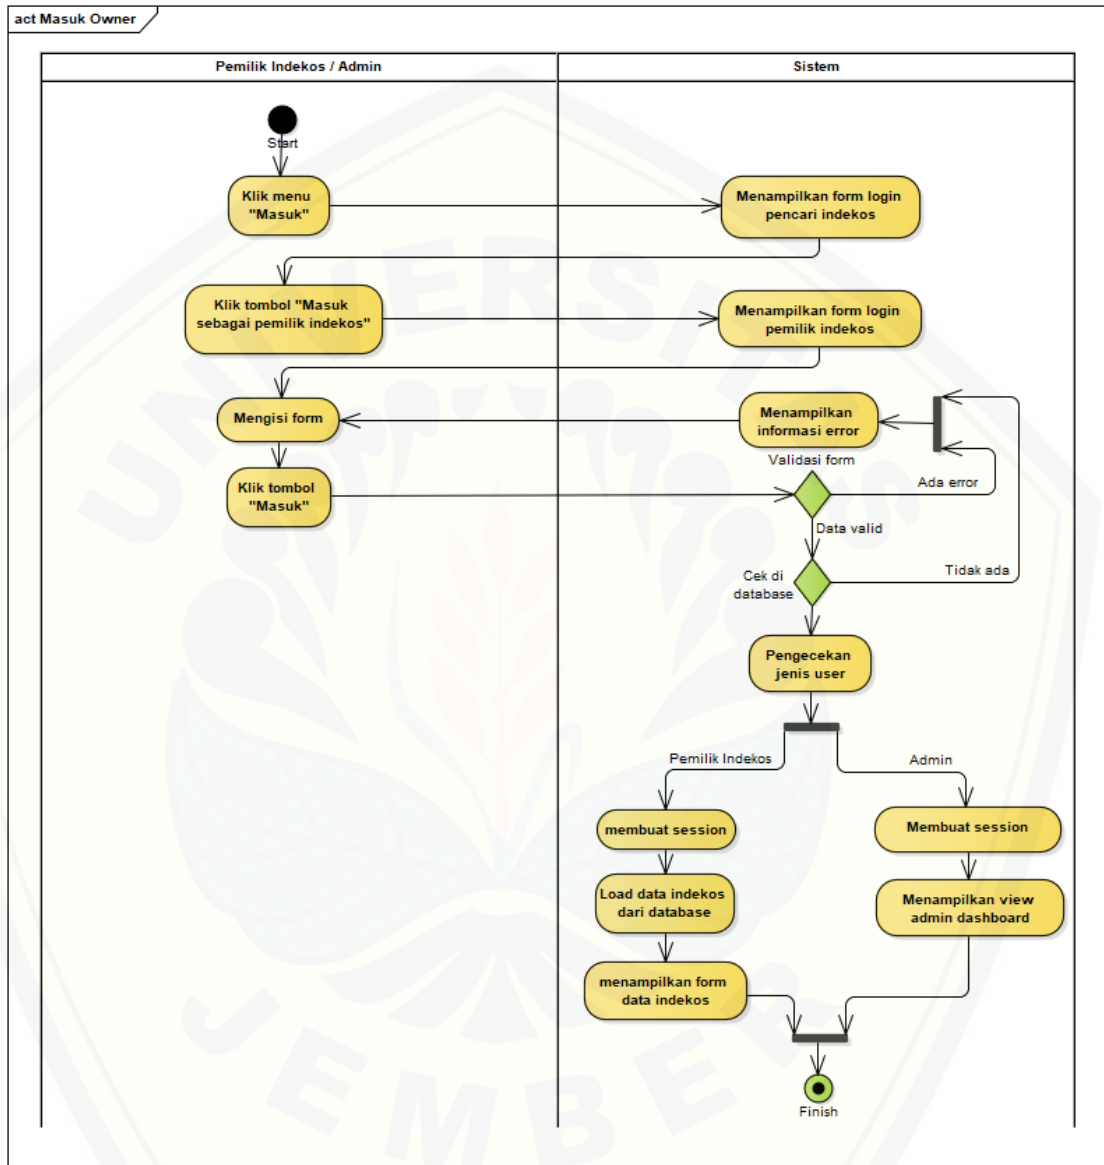 act Masuk Owner
Pemilik Indekos / Admin
Sistem
Start
Klik menu
"Masuk"
Menampilkan form login
pencari indekos
Klik tombol "Masuk
sebagai pemilik indekos"
Menampilkan form login
pemilik indekos
Mengisi form
Menampilkan
informasi error
Validasi form
Klik tombol
"Masuk"
Ada error
Data valid
Cek di
database
Tidak ada
Pengecekan
jenis user
Pemilik Indekos
Admin
membuat session
Membuat session
Load data indekos
dari database
Menampilkan view
admin dashboard
menampilkan form
data indekos
Finish
UNIVERSITAS
JEMBER